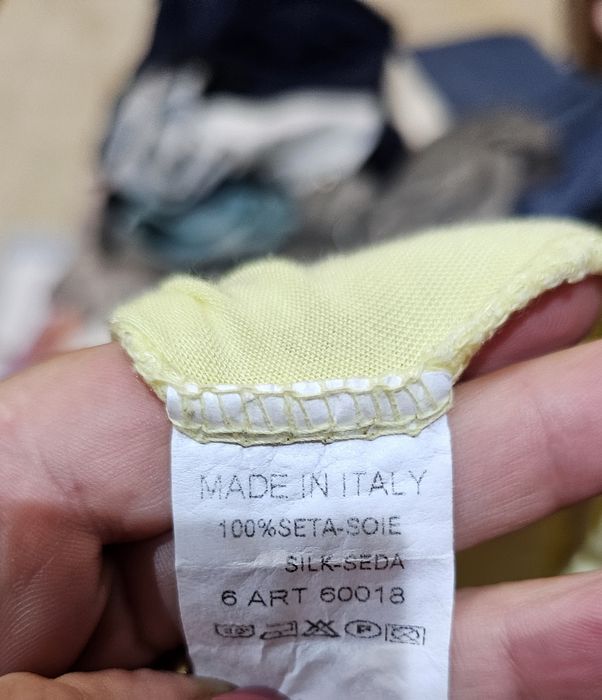 MADE IN ITALY
100%SETA-SOIE
SILK-SEDA
6 ART 60018